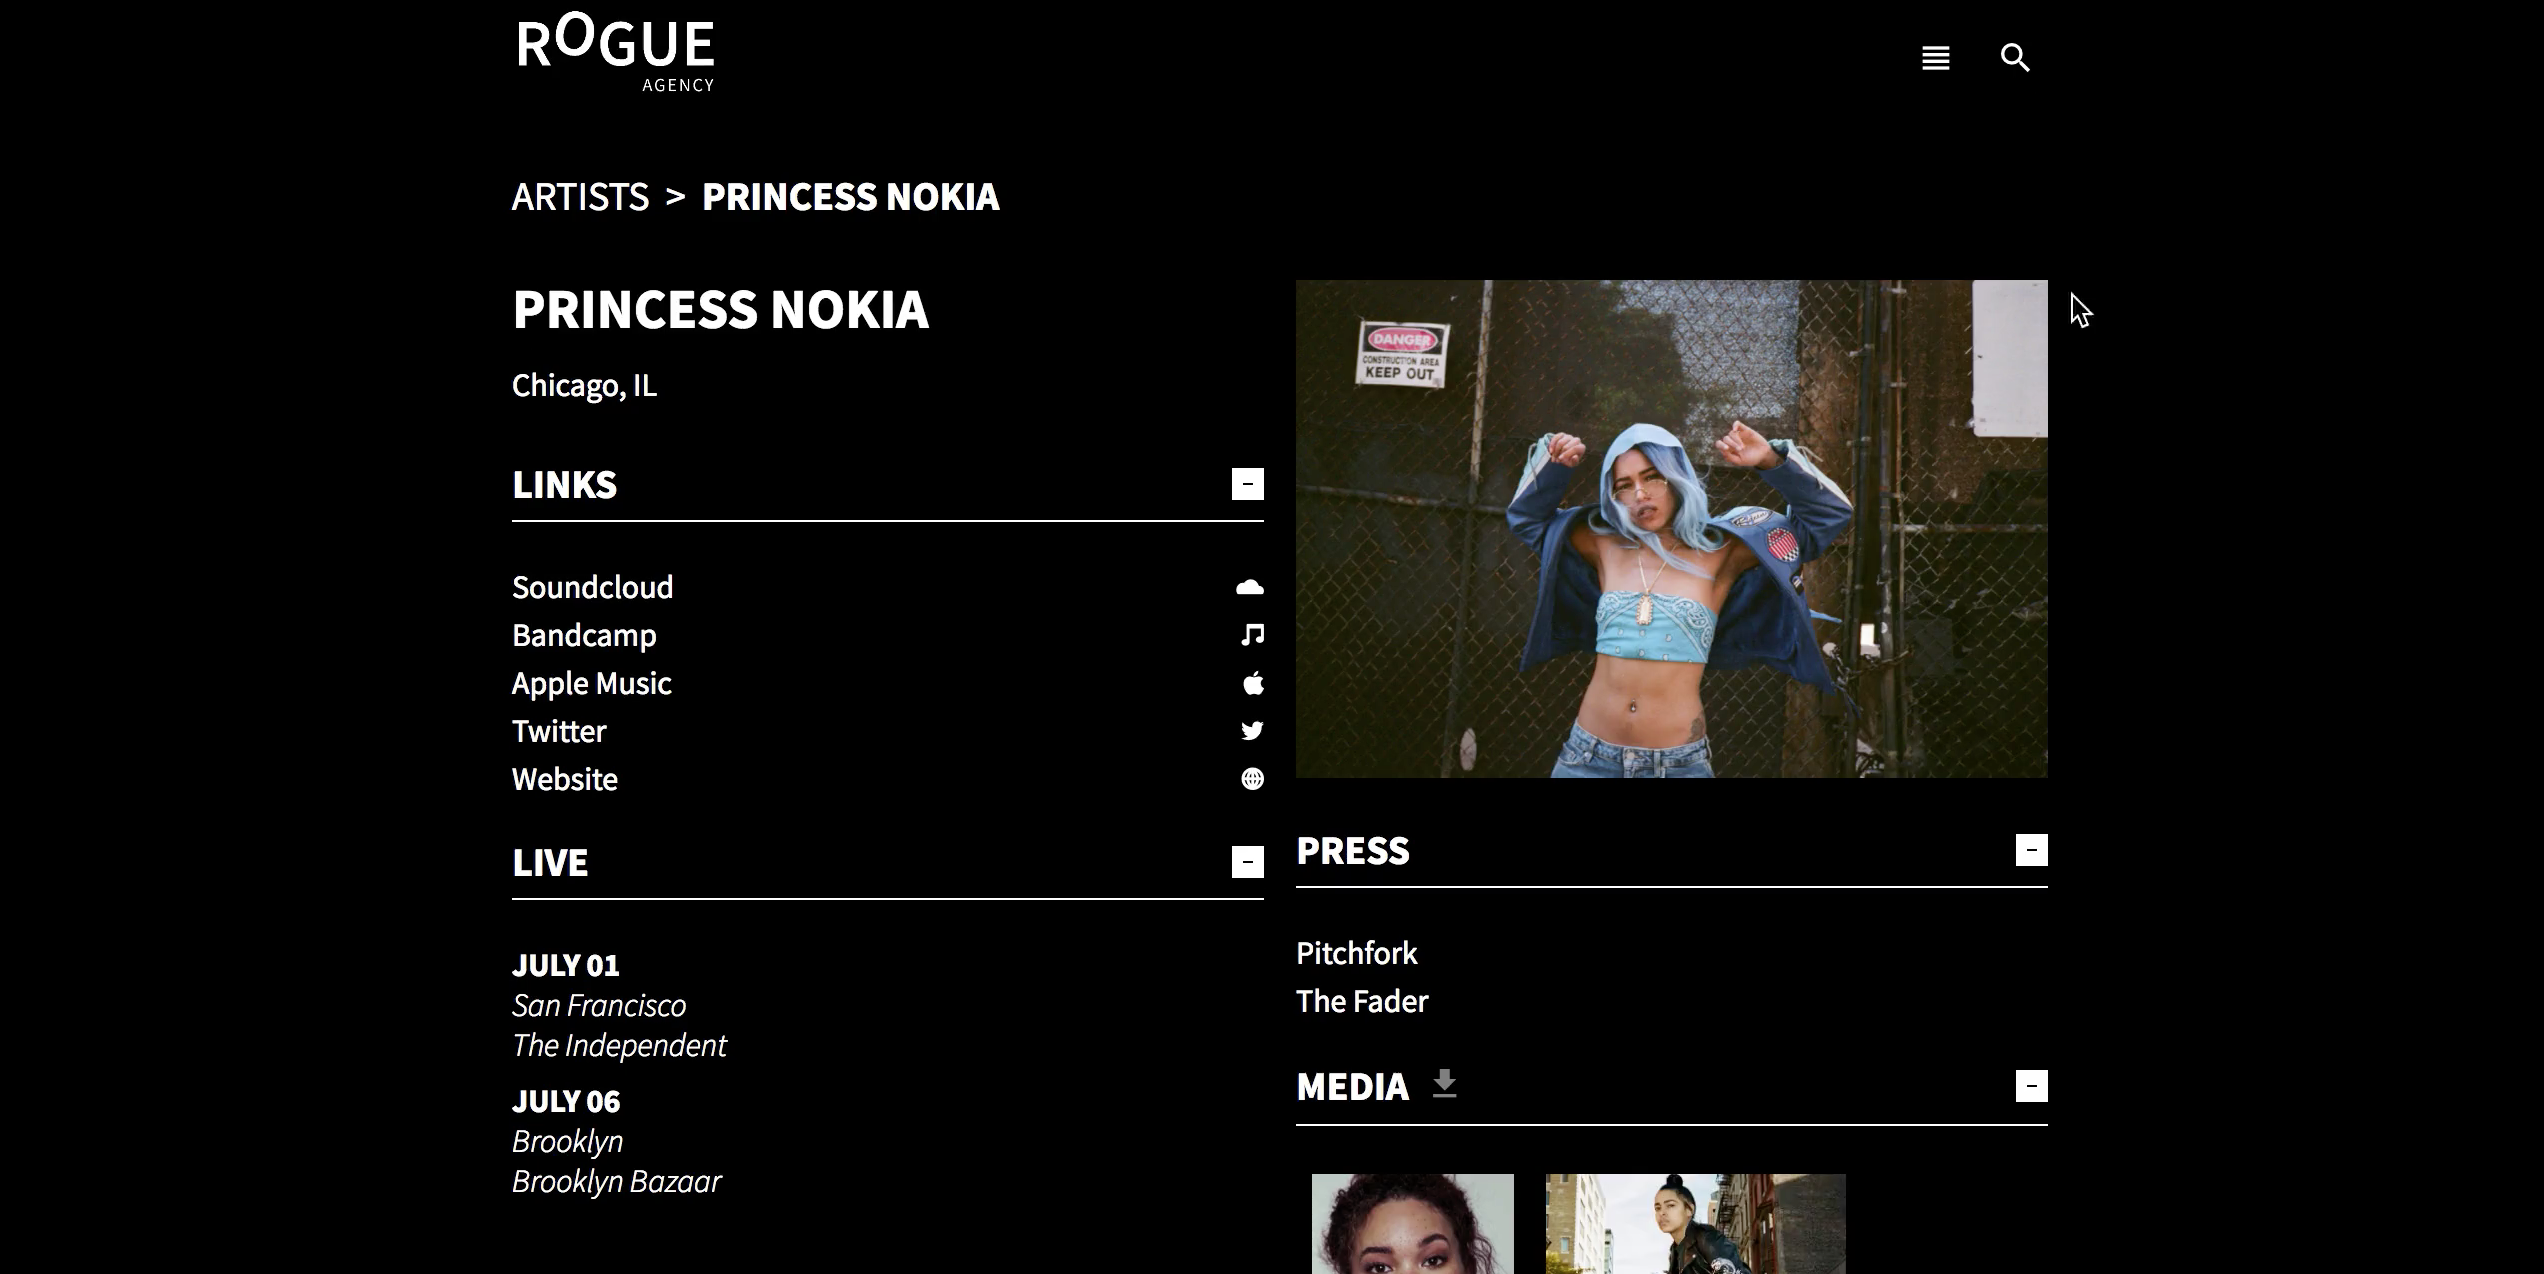 ROGUE
AGENCY
ARTISTS > PRINCESS NOKIA
PRINCESS NOKIA
Chicago, IL
LINKS
Soundcloud
Bandcamp
Apple Music
Twitter
Website
LIVE
JULY 01
San Francisco
The Independent
JULY 06
Brooklyn
Brooklyn Bazaar
DANGER
CONSTRUCTION AREA
KEEP OUT
PRESS
Pitchfork
The Fader
MEDIA